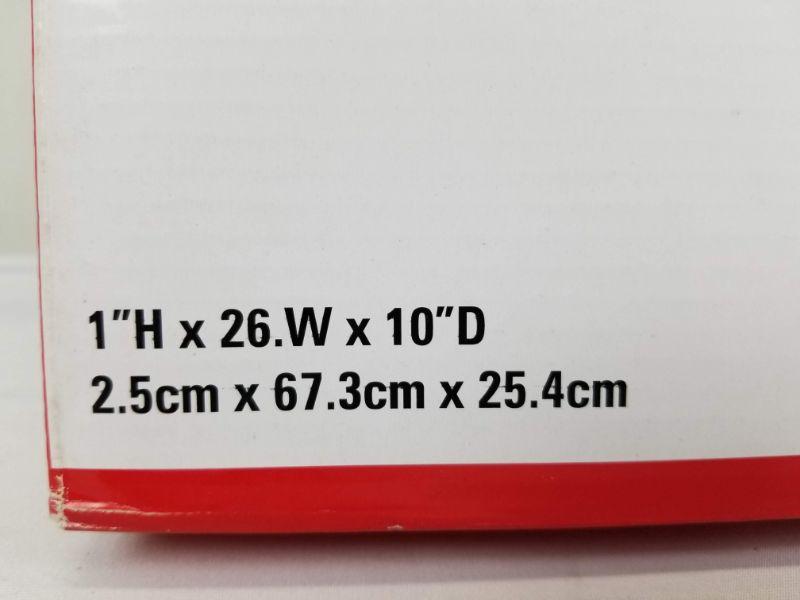 1″H x 26.W x 10″D
2.5cm x 67.3cm x 25.4cm